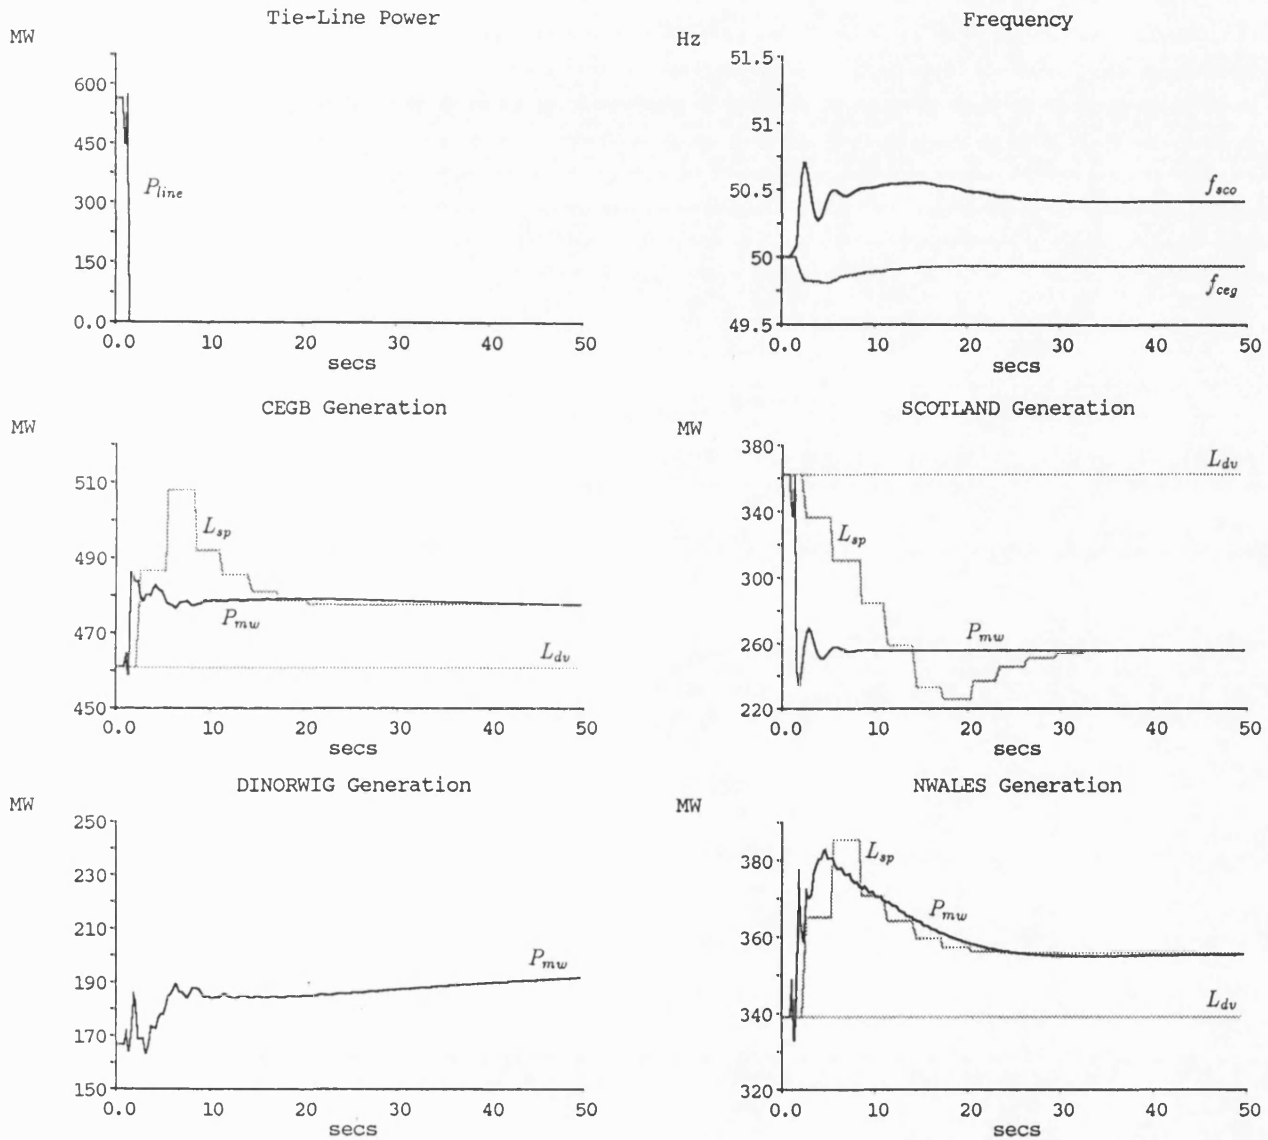 Tie-Line Power
MW
600
450
300
150
0.0
P_line
0.0 10 20 30 40 50
secs
Frequency
Hz
51.5
51
50.5
50
49.5
f_sco
f_ceg
0.0 10 20 30 40 50
secs
CEGB Generation
MW
510
490
470
450
L_sp
P_mw
L_dv
0.0 10 20 30 40 50
secs
SCOTLAND Generation
MW
380
340
300
260
220
L_dv
L_sp
P_mw
0.0 10 20 30 40 50
secs
DINORWIG Generation
MW
250
230
210
190
170
150
P_mw
0.0 10 20 30 40 50
secs
NWALES Generation
MW
380
360
340
320
L_sp
P_mw
L_dv
0.0 10 20 30 40 50
secs